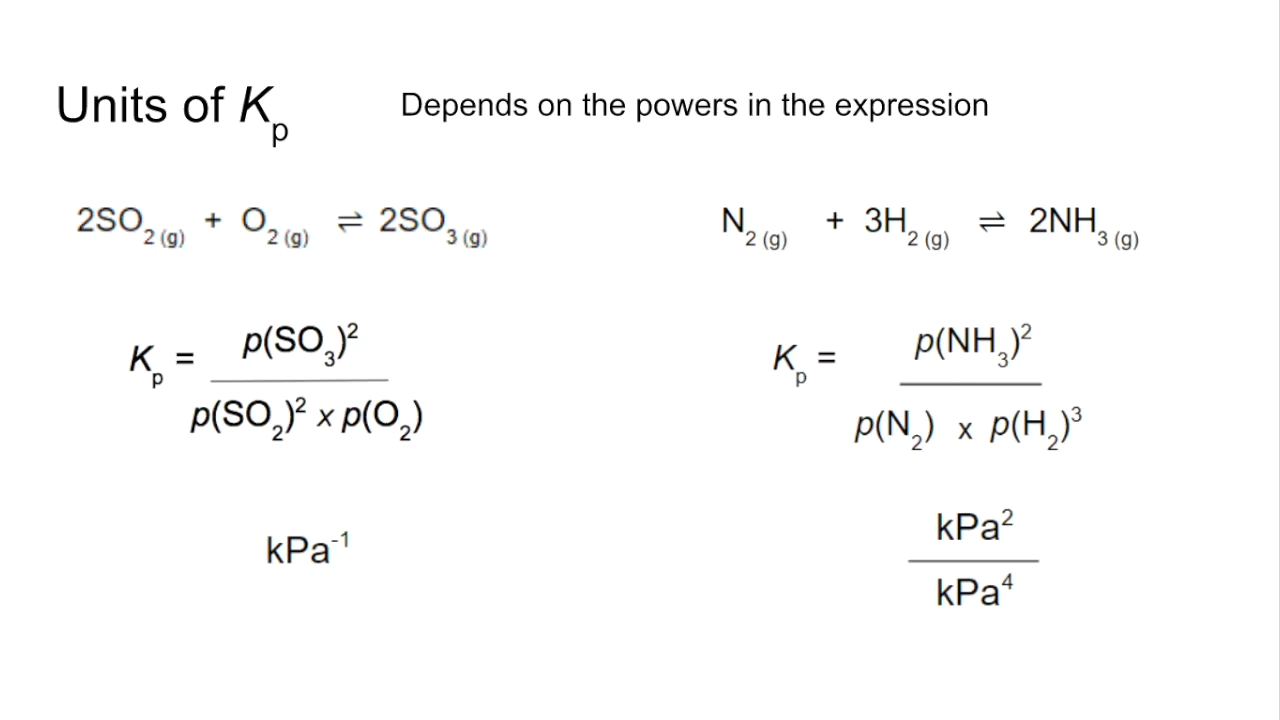 Units of Kₚ
Depends on the powers in the expression
2SO₂ ₍g₎ + O₂ ₍g₎ ⇌ 2SO₃ ₍g₎
N₂ ₍g₎ + 3H₂ ₍g₎ ⇌ 2NH₃ ₍g₎
p(SO₃)²
Kₚ =
p(SO₂)² x p(O₂)
p(NH₃)²
Kₚ =
p(N₂) x p(H₂)³
kPa⁻¹
kPa²
kPa⁴